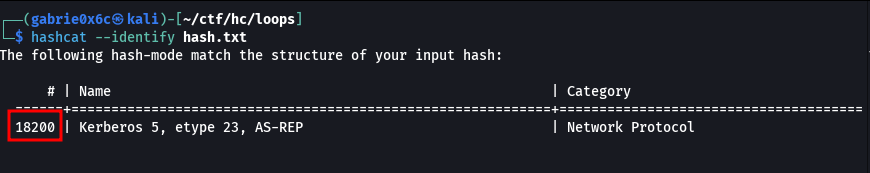 ┌──(gabrie0x6c㉿kali)-[~/ctf/hc/loops]
└─$ hashcat --identify hash.txt
The following hash-mode match the structure of your input hash:
# | Name | Category
======+============================================================+======================================
18200 | Kerberos 5, etype 23, AS-REP | Network Protocol